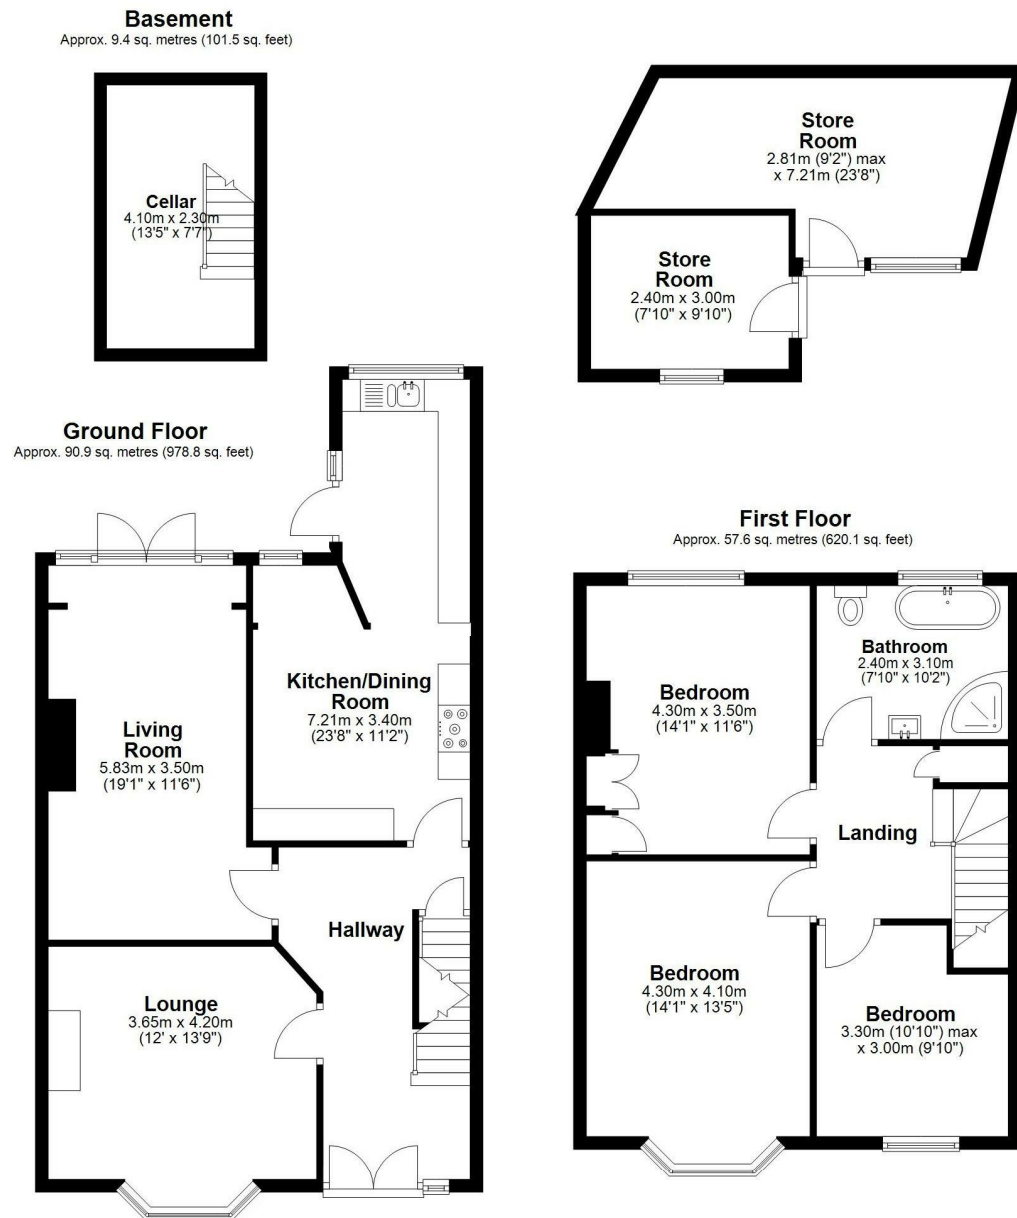 Basement
Approx. 9.4 sq. metres (101.5 sq. feet)
Cellar
4.10m x 2.30m
(13'5" x 7'7")
Store
Room
2.81m (9'2") max
x 7.21m (23'8")
Store
Room
2.40m x 3.00m
(7'10" x 9'10")
Ground Floor
Approx. 90.9 sq. metres (978.8 sq. feet)
Kitchen/Dining
Room
7.21m x 3.40m
(23'8" x 11'2")
Living
Room
5.83m x 3.50m
(19'1" x 11'6")
Hallway
Lounge
3.65m x 4.20m
(12' x 13'9")
First Floor
Approx. 57.6 sq. metres (620.1 sq. feet)
Bathroom
2.40m x 3.10m
(7'10" x 10'2")
Bedroom
4.30m x 3.50m
(14'1" x 11'6")
Landing
Bedroom
4.30m x 4.10m
(14'1" x 13'5")
Bedroom
3.30m (10'10") max
x 3.00m (9'10")